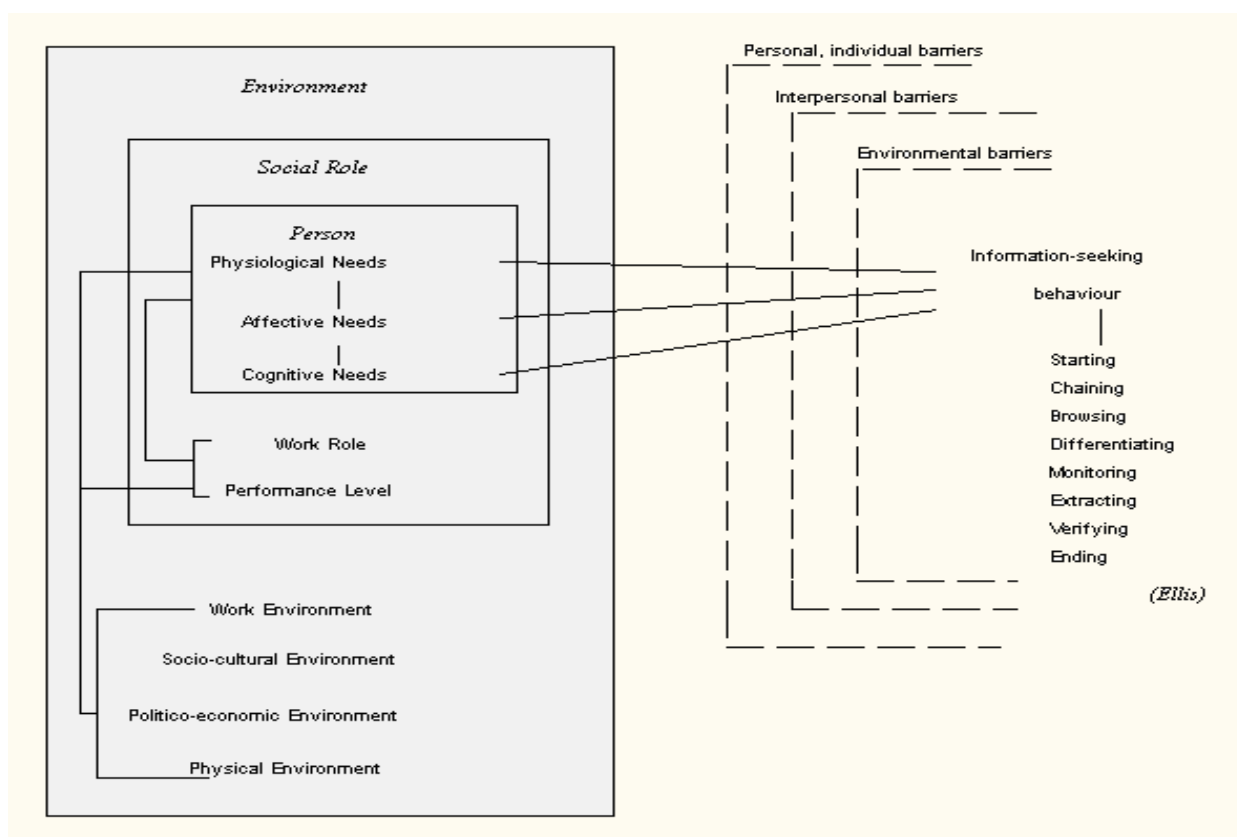 Environment
Social Role
Person
Physiological Needs
Affective Needs
Cognitive Needs
Work Role
Performance Level
Work Environment
Socio-cultural Environment
Politico-economic Environment
Physical Environment
Personal, individual barriers
Interpersonal barriers
Environmental barriers
Information-seeking
behaviour
Starting
Chaining
Browsing
Differentiating
Monitoring
Extracting
Verifying
Ending
(Ellis)